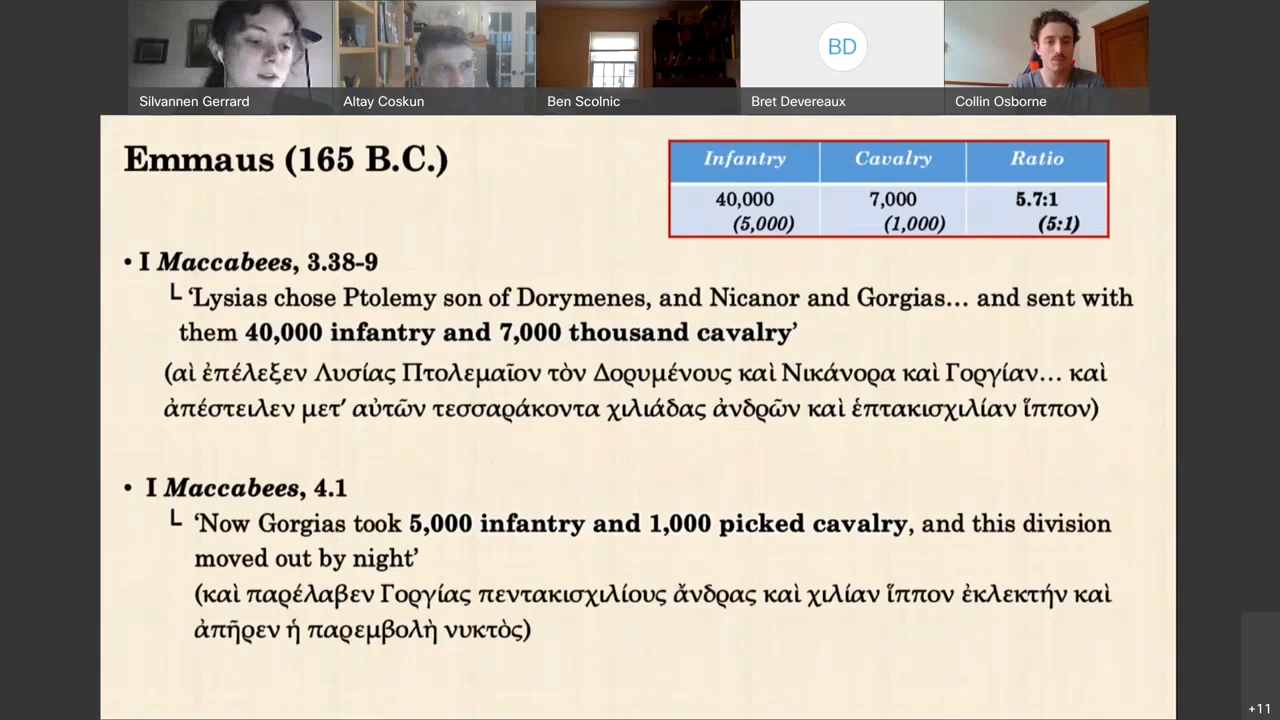 Silvannen Gerrard
Altay Coskun
Ben Scolnic
BD
Bret Devereaux
Collin Osborne
Emmaus (165 B.C.)
Infantry Cavalry Ratio
40,000 7,000 5.7:1
(5,000) (1,000) (5:1)
• I Maccabees, 3.38-9
└ ‘Lysias chose Ptolemy son of Dorymenes, and Nicanor and Gorgias… and sent with
them 40,000 infantry and 7,000 thousand cavalry’
(αὶ ἐπέλεξεν Λυσίας Πτολεμαῖον τὸν Δορυμένους καὶ Νικάνορα καὶ Γοργίαν… καὶ
ἀπέστειλεν μετ’ αὐτῶν τεσσαράκοντα χιλιάδας ἀνδρῶν καὶ ἑπτακισχιλίαν ἵππον)
• I Maccabees, 4.1
└ ‘Now Gorgias took 5,000 infantry and 1,000 picked cavalry, and this division
moved out by night’
(καὶ παρέλαβεν Γοργίας πεντακισχιλίους ἄνδρας καὶ χιλίαν ἵππον ἐκλεκτήν καὶ
ἀπῆρεν ἡ παρεμβολὴ νυκτὸς)
+11